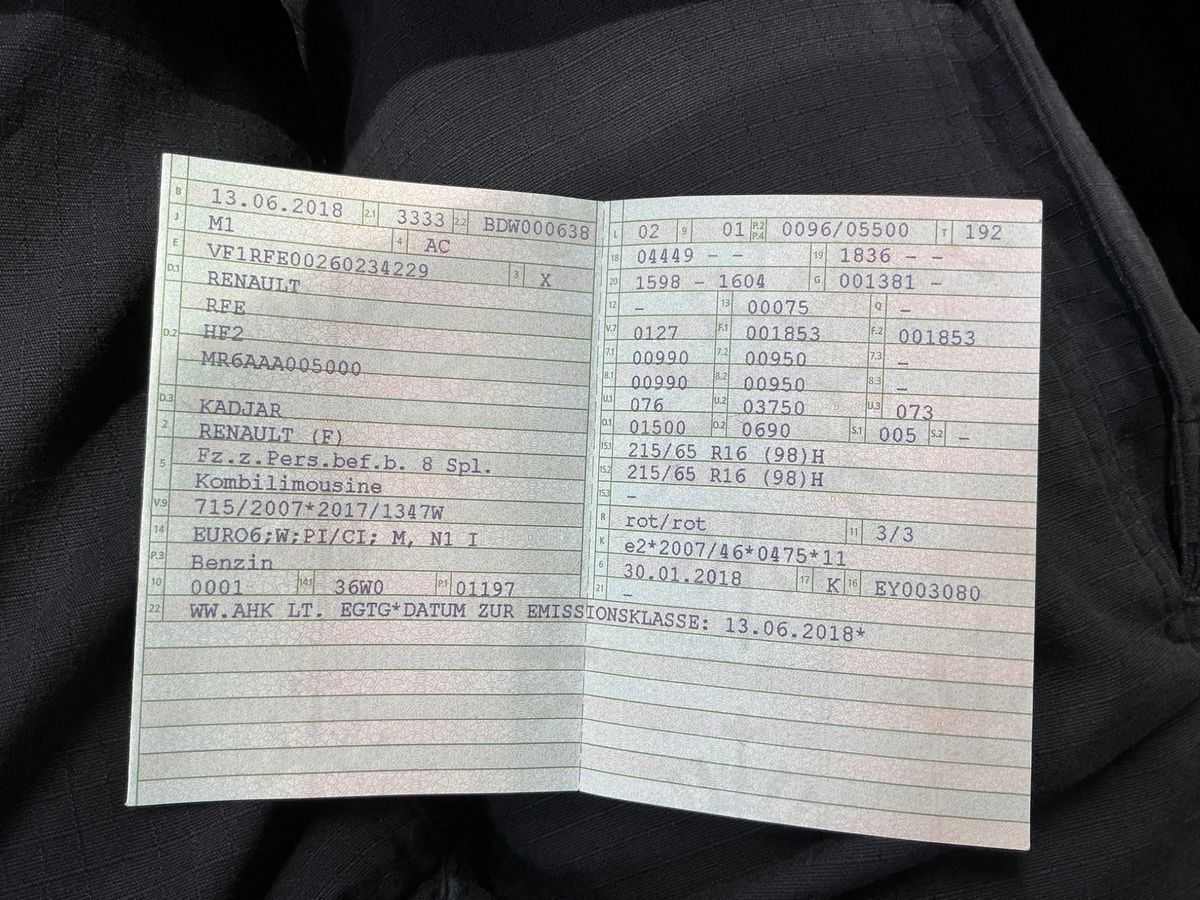 B 13.06.2018 2.1 3333 2.2 BDW000638
J M1 4 AC
E VF1RFE00260234229 3 X
D.1 RENAULT
RFE
D.2 HF2
MR6AAA005000
D.3 KADJAR
2 RENAULT (F)
5 Fz.z.Pers.bef.b. 8 Spl.
Kombilimousine
V.9 715/2007*2017/1347W
14 EURO6;W;PI/CI; M, N1 I
P.3 Benzin
10 0001 14.1 36W0 P.1 01197
L 02 9 01 P.2 P.4 0096/05500 T 192
18 04449 – – 19 1836 – –
20 1598 – 1604 G 001381 –
12 – 13 00075 Q –
V.7 0127 F.1 001853 F.2 001853
7.1 00990 7.2 00950 7.3 –
8.1 00990 8.2 00950 8.3 –
U.1 076 U.2 03750 U.3 073
O.1 01500 O.2 0690 S.1 005 S.2 –
15.1 215/65 R16 (98)H
15.2 215/65 R16 (98)H
15.3 –
R rot/rot 11 3/3
K e2*2007/46*0475*11
6 30.01.2018 17 K 16 EY003080
21 –
22 WW.AHK LT. EGTG*DATUM ZUR EMISSIONSKLASSE: 13.06.2018*